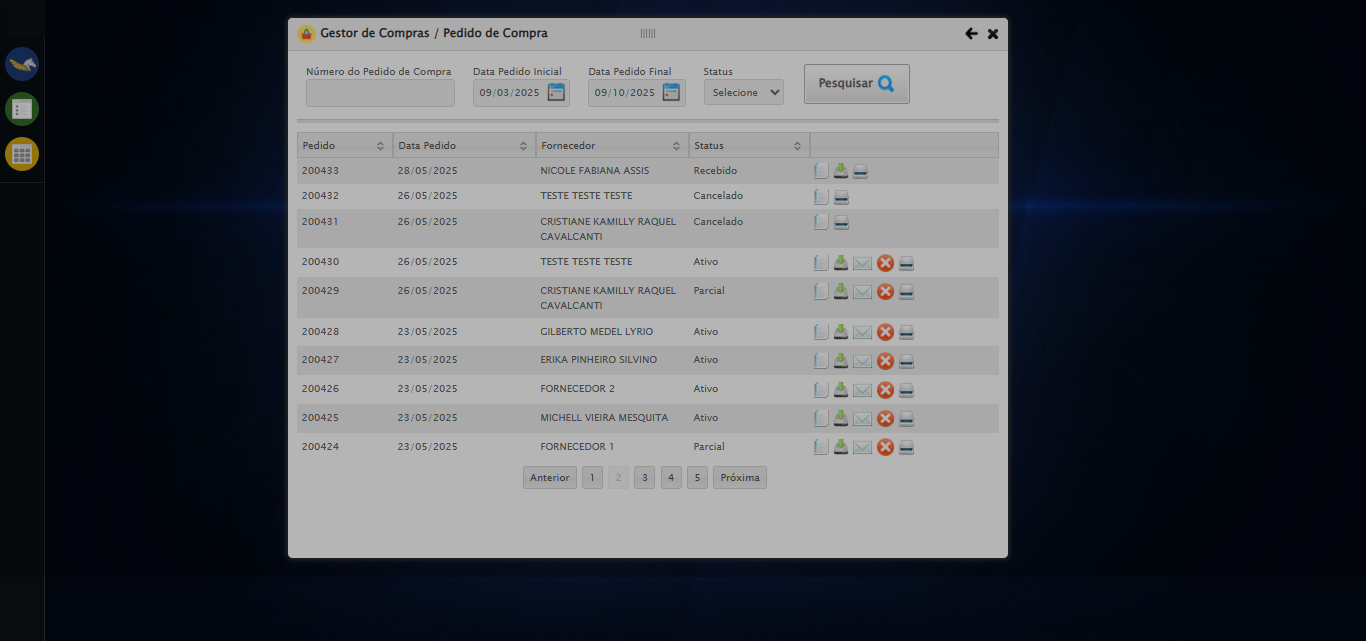 Gestor de Compras / Pedido de Compra
Número do Pedido de Compra Data Pedido Inicial Data Pedido Final Status
09/03/2025 09/10/2025 Selecione Pesquisar
Pedido Data Pedido Fornecedor Status
200433 28/05/2025 NICOLE FABIANA ASSIS Recebido
200432 26/05/2025 TESTE TESTE TESTE Cancelado
200431 26/05/2025 CRISTIANE KAMILLY RAQUEL Cancelado
CAVALCANTI
200430 26/05/2025 TESTE TESTE TESTE Ativo
200429 26/05/2025 CRISTIANE KAMILLY RAQUEL Parcial
CAVALCANTI
200428 23/05/2025 GILBERTO MEDEL LYRIO Ativo
200427 23/05/2025 ERIKA PINHEIRO SILVINO Ativo
200426 23/05/2025 FORNECEDOR 2 Ativo
200425 23/05/2025 MICHELL VIEIRA MESQUITA Ativo
200424 23/05/2025 FORNECEDOR 1 Parcial
Anterior 1 2 3 4 5 Próxima